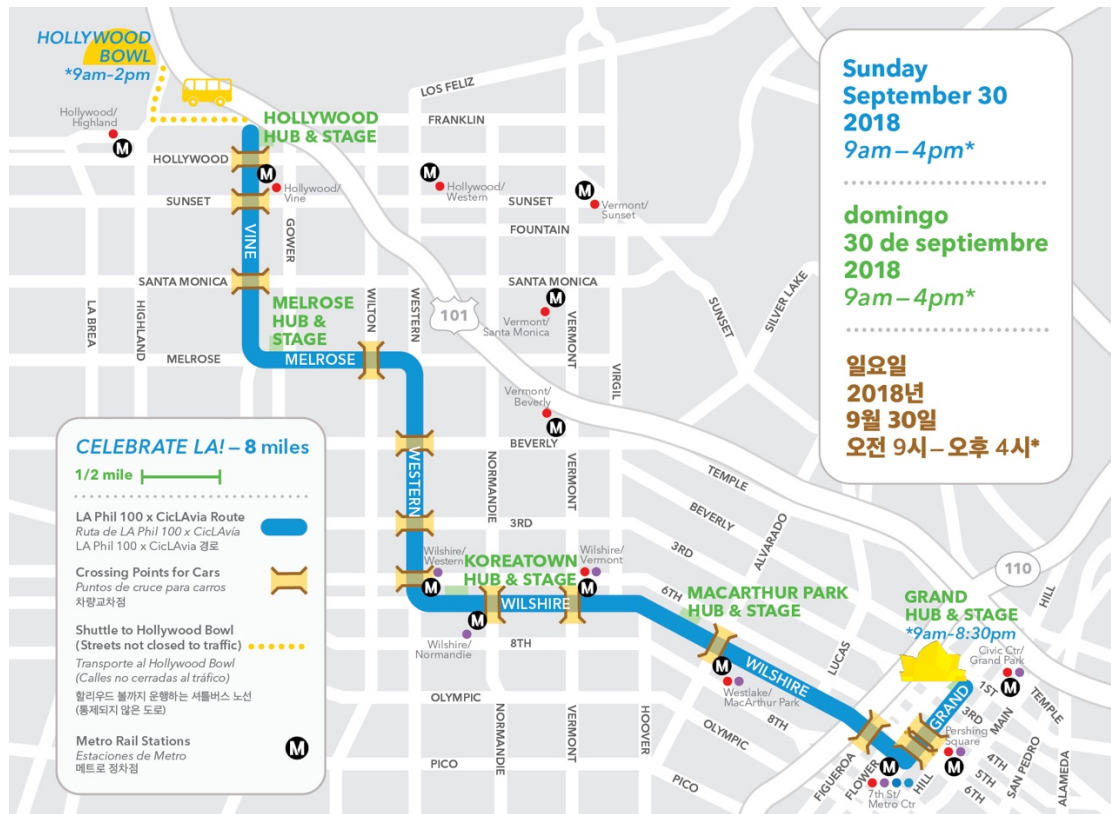 HOLLYWOOD
BOWL
*9am–2pm
Hollywood/
Highland
M
HOLLYWOOD
HUB & STAGE
LOS FELIZ
FRANKLIN
HOLLYWOOD
M
Hollywood/
Vine
M
Hollywood/
Western
M
Vermont/
Sunset
SUNSET
SUNSET
FOUNTAIN
VINE
GOWER
SANTA MONICA
SANTA MONICA
LA BREA
HIGHLAND
MELROSE
HUB &
STAGE
WILTON
WESTERN
101
M
Vermont/
Santa Monica
VERMONT
VIRGIL
SUNSET
SILVER LAKE
MELROSE
MELROSE
Vermont/
Beverly
M
BEVERLY
WESTERN
NORMANDIE
VERMONT
TEMPLE
BEVERLY
3RD
3RD
ALVARADO
Wilshire/
Western
M
KOREATOWN
HUB & STAGE
Wilshire/
Vermont
M
WILSHIRE
6TH
MACARTHUR PARK
HUB & STAGE
110
HILL
GRAND
HUB & STAGE
*9am–8:30pm
M
Wilshire/
Normandie
8TH
M
Westlake/
MacArthur Park
WILSHIRE
LUCAS
Civic Ctr/
Grand Park
M
1ST
TEMPLE
GRAND
3RD
MAIN
OLYMPIC
NORMANDIE
VERMONT
HOOVER
8TH
OLYMPIC
PICO
PICO
Pershing
Square
M
4TH
5TH
6TH
SAN PEDRO
ALAMEDA
FIGUEROA
FLOWER
HILL
M
7th St/
Metro Ctr
Sunday
September 30
2018
9am – 4pm*
domingo
30 de septiembre
2018
9am – 4pm*
일요일
2018년
9월 30일
오전 9시 – 오후 4시*
CELEBRATE LA! – 8 miles
1/2 mile
LA Phil 100 x CicLAvia Route
Ruta de LA Phil 100 x CicLAvía
LA Phil 100 x CicLAvia 경로
Crossing Points for Cars
Puntos de cruce para carros
차량교차점
Shuttle to Hollywood Bowl
(Streets not closed to traffic)
Transporte al Hollywood Bowl
(Calles no cerradas al tráfico)
할리우드 볼까지 운행하는 셔틀버스 노선
(통제되지 않은 도로)
Metro Rail Stations
Estaciones de Metro
메트로 정차점
M